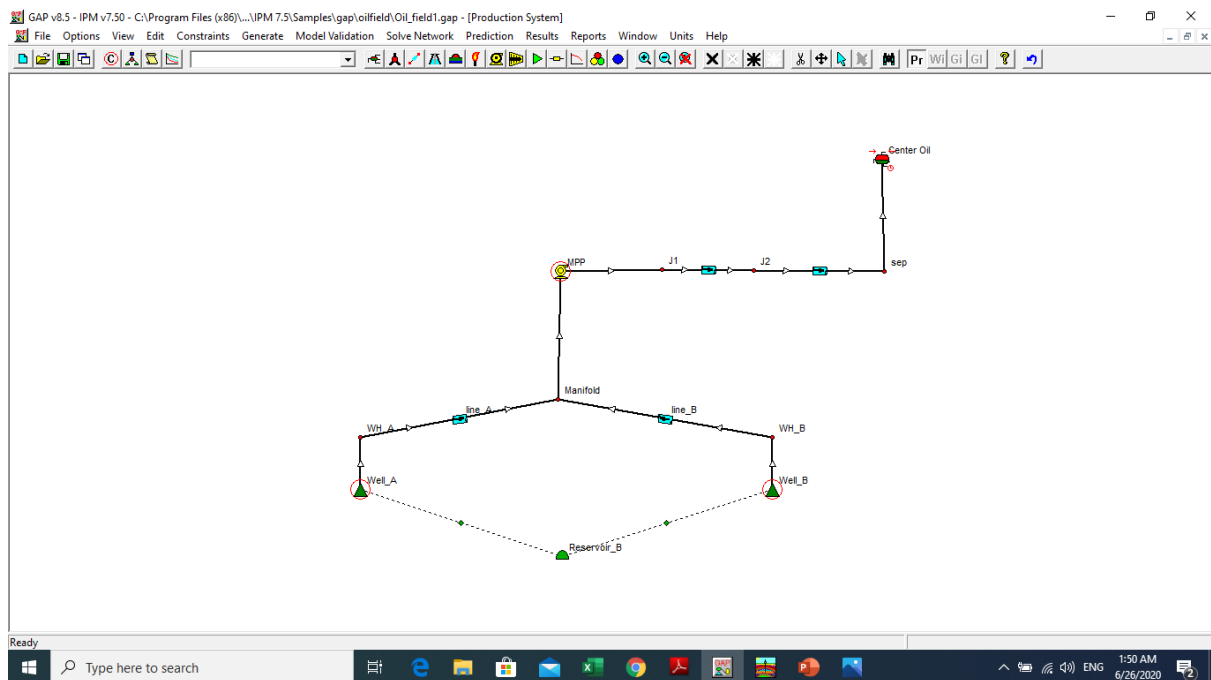 GAP v8.5 - IPM v7.50 - C:\Program Files (x86)\...\IPM 7.5\Samples\gap\oilfield\Oil_field1.gap - [Production System]
File Options View Edit Constraints Generate Model Validation Solve Network Prediction Results Reports Window Units Help
Pr Wi Gi GI
Center Oil
MPP
J1
J2
sep
Manifold
line_A
line_B
WH_A
WH_B
Well_A
Well_B
Reservoir_B
Ready
Type here to search
ENG
1:50 AM
6/26/2020
2